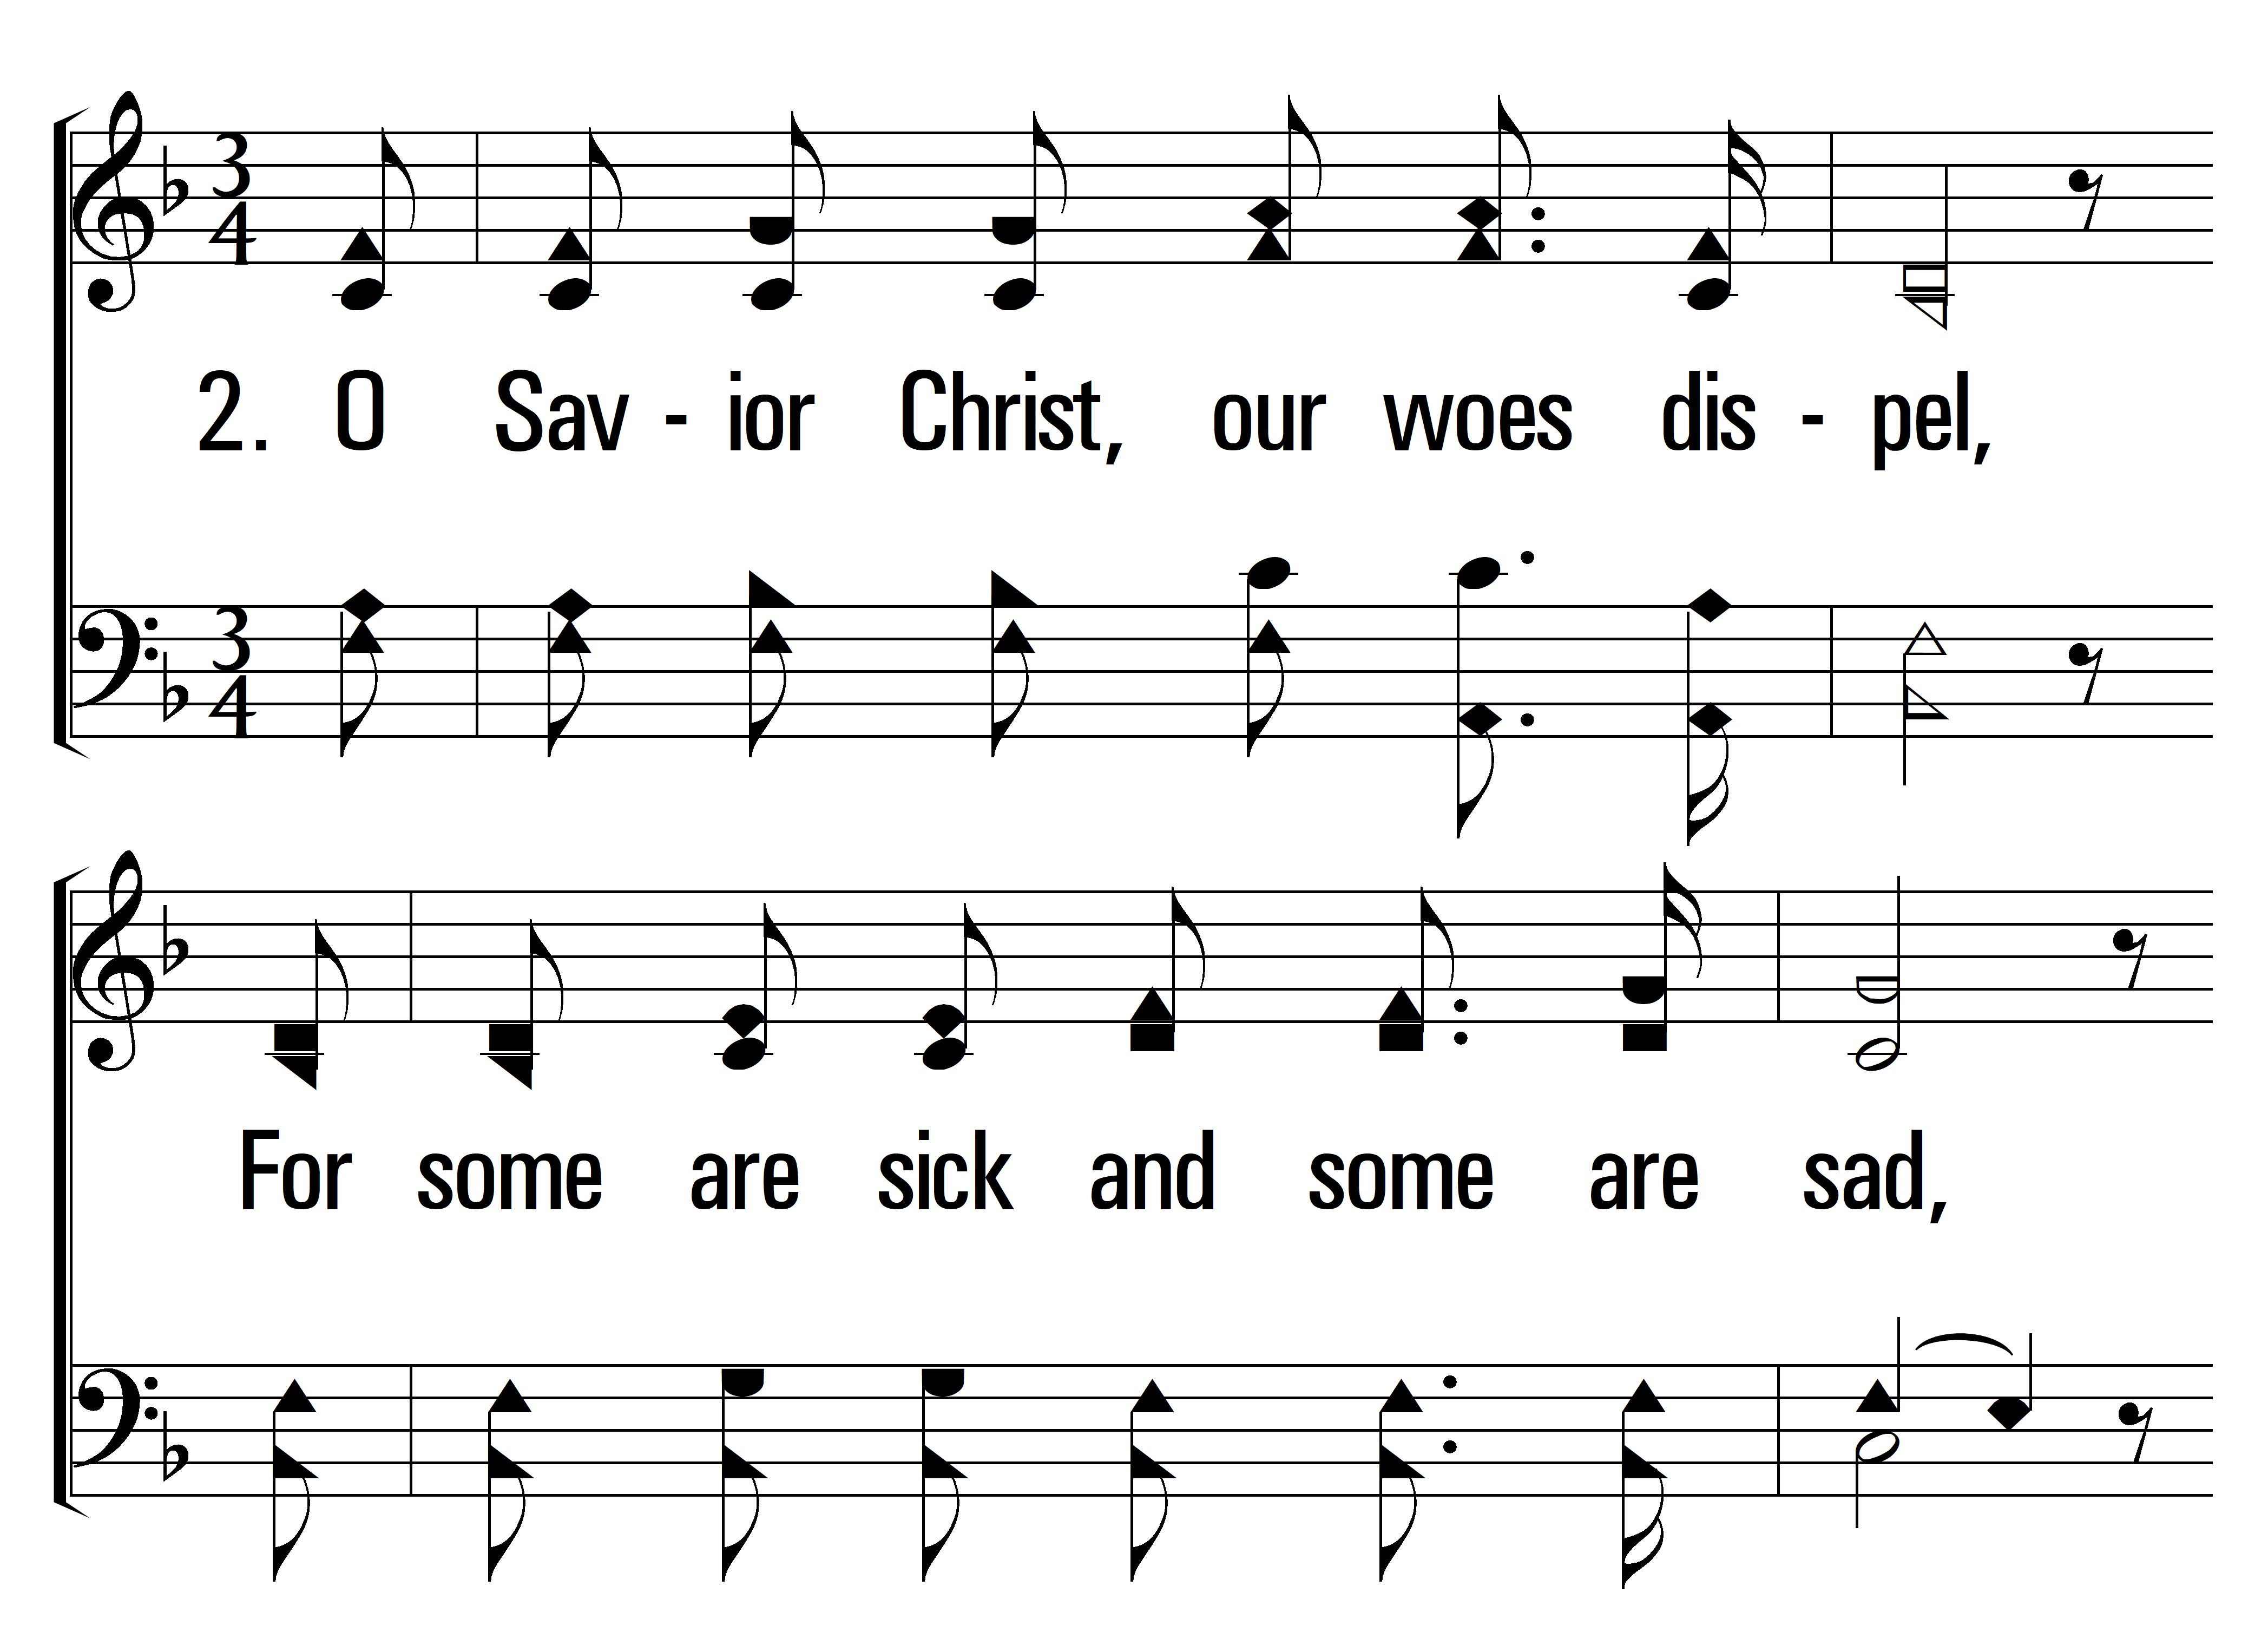 2. O Sav - ior Christ, our woes dis - pel,
For some are sick and some are sad,